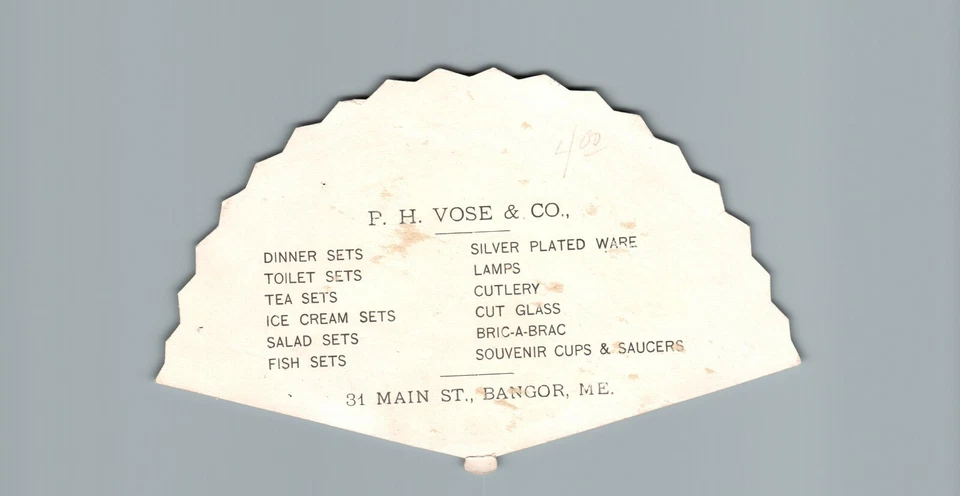 4/00
P. H. VOSE & CO.,
DINNER SETS
TOILET SETS
TEA SETS
ICE CREAM SETS
SALAD SETS
FISH SETS
SILVER PLATED WARE
LAMPS
CUTLERY
CUT GLASS
BRIC-A-BRAC
SOUVENIR CUPS & SAUCERS
31 MAIN ST., BANGOR, ME.